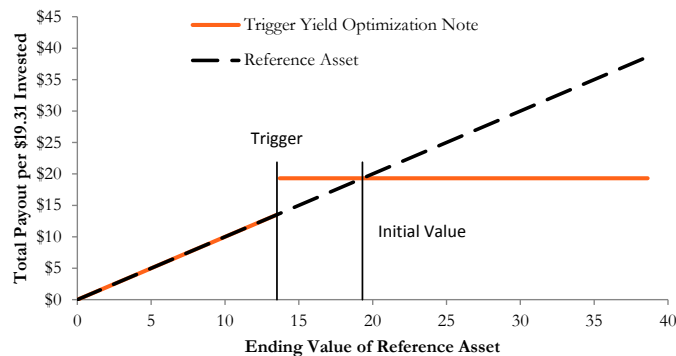 $45
$40
$35
$30
$25
$20
$15
$10
$5
$0
Total Payout per $19.31 Invested
Trigger Yield Optimization Note
Reference Asset
Trigger
Initial Value
0 5 10 15 20 25 30 35 40
Ending Value of Reference Asset